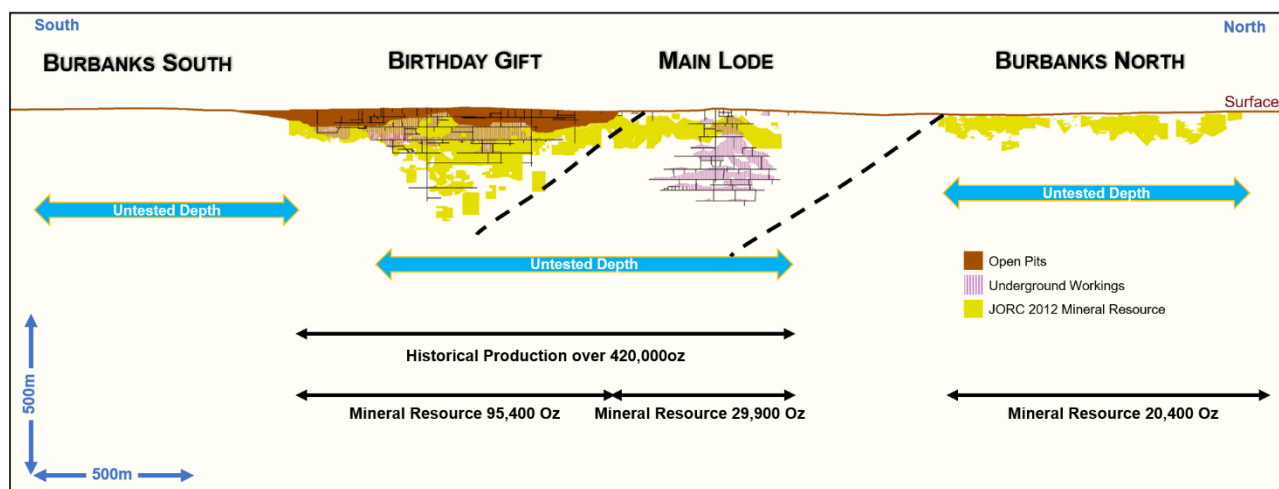 South
North
BURBANKS SOUTH
BIRTHDAY GIFT
MAIN LODE
BURBANKS NORTH
Surface
Untested Depth
Untested Depth
Untested Depth
Open Pits
Underground Workings
JORC 2012 Mineral Resource
Historical Production over 420,000oz
Mineral Resource 95,400 Oz
Mineral Resource 29,900 Oz
Mineral Resource 20,400 Oz
500m
500m